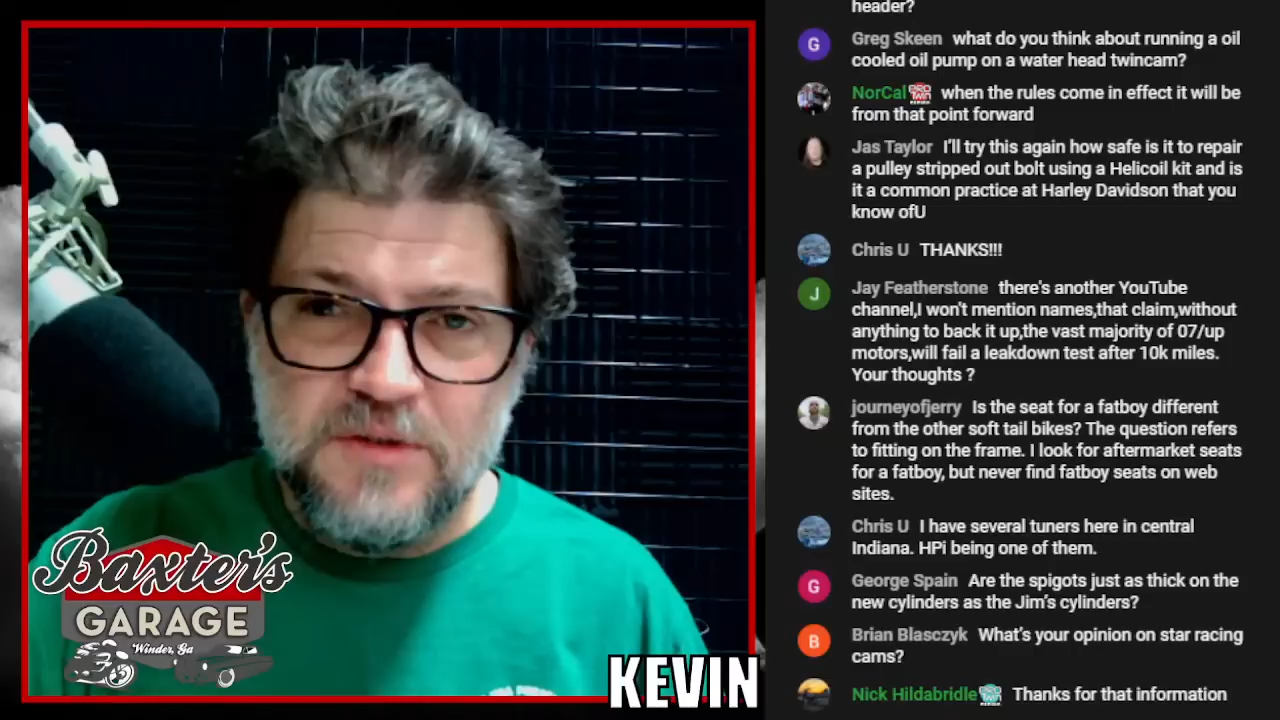 Baxter's
GARAGE
Winder, Ga
KEVIN
header?
G Greg Skeen what do you think about running a oil
cooled oil pump on a water head twincam?
NorCal when the rules come in effect it will be
from that point forward
Jas Taylor I'll try this again how safe is it to repair
a pulley stripped out bolt using a Helicoil kit and is
it a common practice at Harley Davidson that you
know ofU
Chris U THANKS!!!
J Jay Featherstone there's another YouTube
channel,I won't mention names,that claim,without
anything to back it up,the vast majority of 07/up
motors,will fail a leakdown test after 10k miles.
Your thoughts ?
journeyofjerry Is the seat for a fatboy different
from the other soft tail bikes? The question refers
to fitting on the frame. I look for aftermarket seats
for a fatboy, but never find fatboy seats on web
sites.
Chris U I have several tuners here in central
Indiana. HPi being one of them.
G George Spain Are the spigots just as thick on the
new cylinders as the Jim's cylinders?
B Brian Blasczyk What's your opinion on star racing
cams?
Nick Hildabridle Thanks for that information